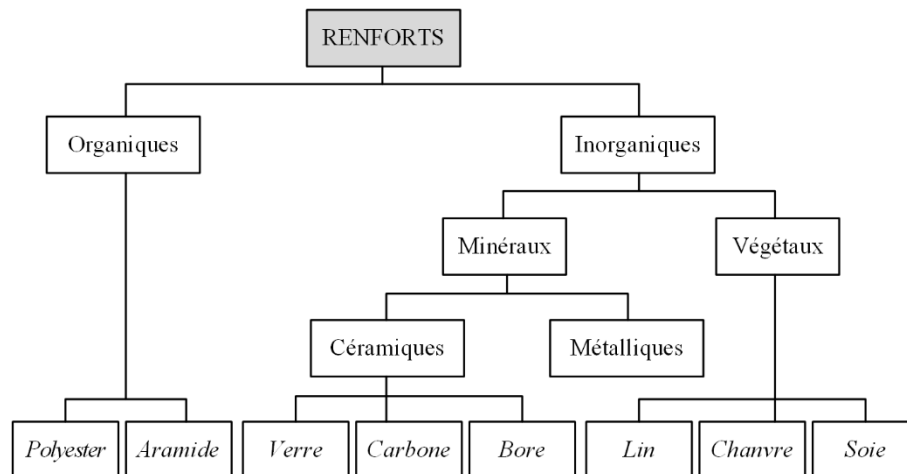 RENFORTS
Organiques
Inorganiques
Minéraux
Végétaux
Céramiques
Métalliques
Polyester
Aramide
Verre
Carbone
Bore
Lin
Chanvre
Soie